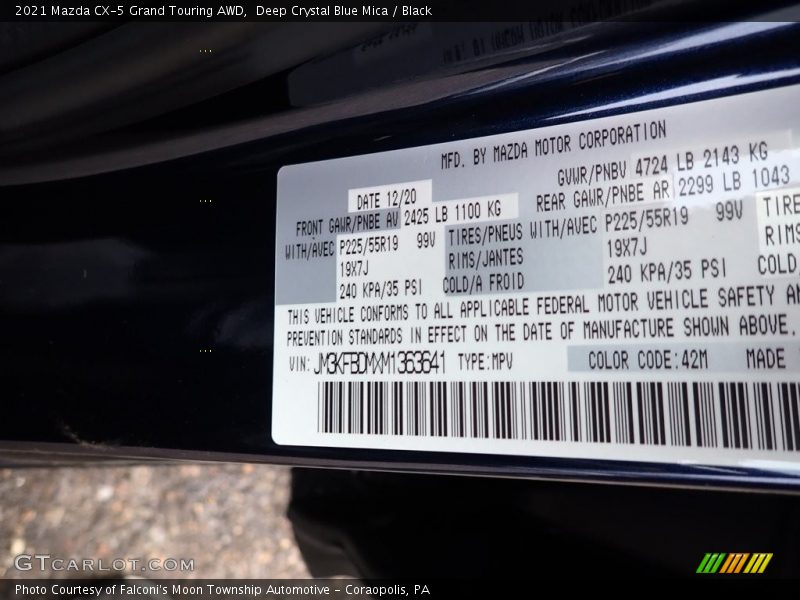 2021 Mazda CX-5 Grand Touring AWD, Deep Crystal Blue Mica / Black
MFD. BY MAZDA MOTOR CORPORATION
DATE 12/20 GVWR/PNBV 4724 LB 2143 KG
FRONT GAWR/PNBE AV 2425 LB 1100 KG REAR GAWR/PNBE AR 2299 LB 1043
WITH/AVEC P225/55R19 99V TIRES/PNEUS WITH/AVEC P225/55R19 99V TIRE
19X7J RIMS/JANTES 19X7J RIMS
240 KPA/35 PSI COLD/A FROID 240 KPA/35 PSI COLD
THIS VEHICLE CONFORMS TO ALL APPLICABLE FEDERAL MOTOR VEHICLE SAFETY
PREVENTION STANDARDS IN EFFECT ON THE DATE OF MANUFACTURE SHOWN ABOVE.
VIN: JM3KFBDMXM1363641 TYPE:MPV COLOR CODE:42M MADE
GTCARLOT.COM
Photo Courtesy of Falconi's Moon Township Automotive - Coraopolis, PA